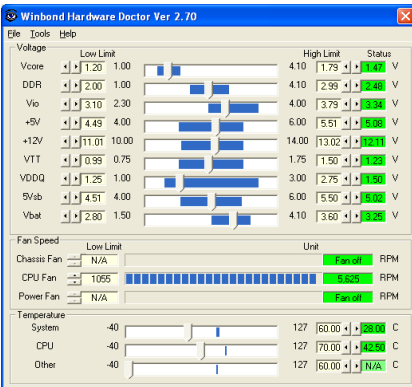 Winbond Hardware Doctor Ver 2.70
File Tools Help
Voltage Low Limit High Limit Status
Vcore 1.20 1.00 4.10 1.79 1.47 V
DDR 2.00 1.00 4.10 2.99 2.48 V
Vio 3.10 2.30 4.00 3.79 3.34 V
+5V 4.49 4.00 6.00 5.51 5.08 V
+12V 11.01 10.00 14.00 13.02 12.11 V
VTT 0.99 0.75 1.75 1.50 1.23 V
VDDQ 1.25 1.00 3.00 2.75 1.50 V
5Vsb 4.51 4.00 6.00 5.50 5.02 V
Vbat 2.80 1.50 4.10 3.60 3.25 V
Fan Speed Low Limit Unit
Chassis Fan N/A Fan off RPM
CPU Fan 1055 5,625 RPM
Power Fan N/A Fan off RPM
Temperature
System -40 127 60.00 28.00 C
CPU -40 127 70.00 42.50 C
Other -40 127 60.00 N/A C